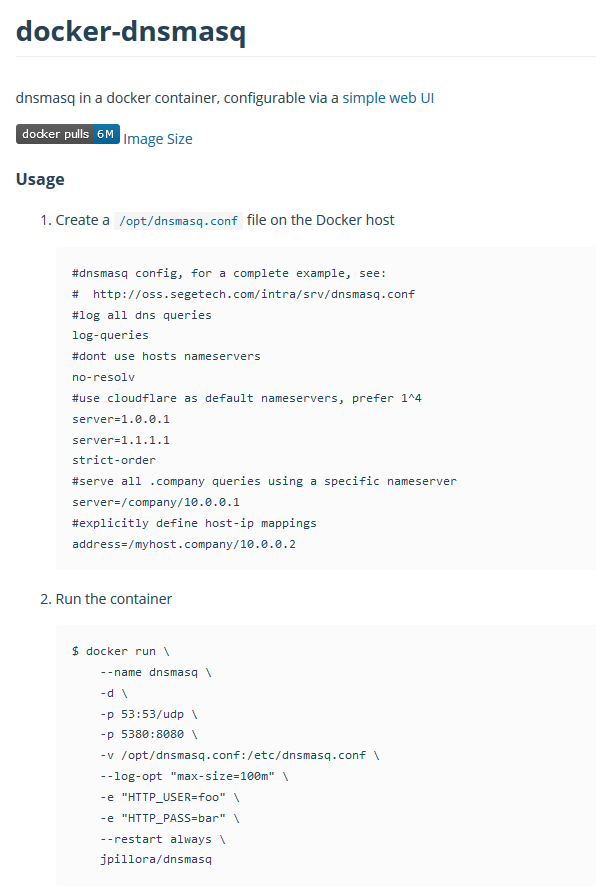 docker-dnsmasq
dnsmasq in a docker container, configurable via a simple web UI
docker pulls 6M Image Size
Usage
1. Create a /opt/dnsmasq.conf file on the Docker host
#dnsmasq config, for a complete example, see:
#  http://oss.segetech.com/intra/srv/dnsmasq.conf
#log all dns queries
log-queries
#dont use hosts nameservers
no-resolv
#use cloudflare as default nameservers, prefer 1^4
server=1.0.0.1
server=1.1.1.1
strict-order
#serve all .company queries using a specific nameserver
server=/company/10.0.0.1
#explicitly define host-ip mappings
address=/myhost.company/10.0.0.2
2. Run the container
$ docker run \
    --name dnsmasq \
    -d \
    -p 53:53/udp \
    -p 5380:8080 \
    -v /opt/dnsmasq.conf:/etc/dnsmasq.conf \
    --log-opt "max-size=100m" \
    -e "HTTP_USER=foo" \
    -e "HTTP_PASS=bar" \
    --restart always \
    jpillora/dnsmasq